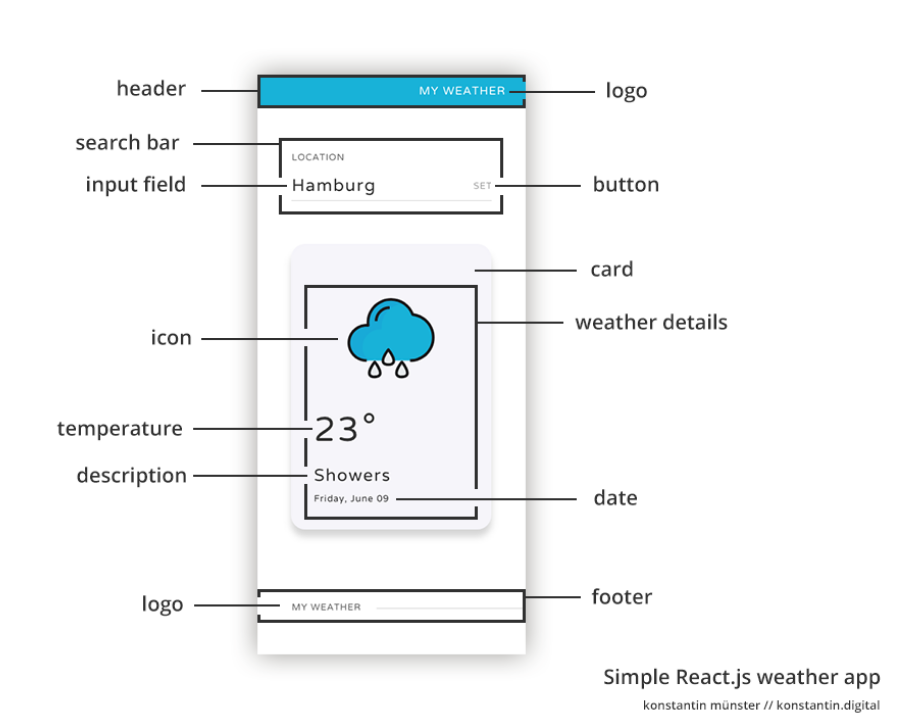 header
MY WEATHER
logo
search bar
LOCATION
input field
Hamburg
SET
button
card
weather details
icon
temperature
23°
description
Showers
Friday, June 09
date
logo
MY WEATHER
footer
Simple React.js weather app
konstantin münster // konstantin.digital